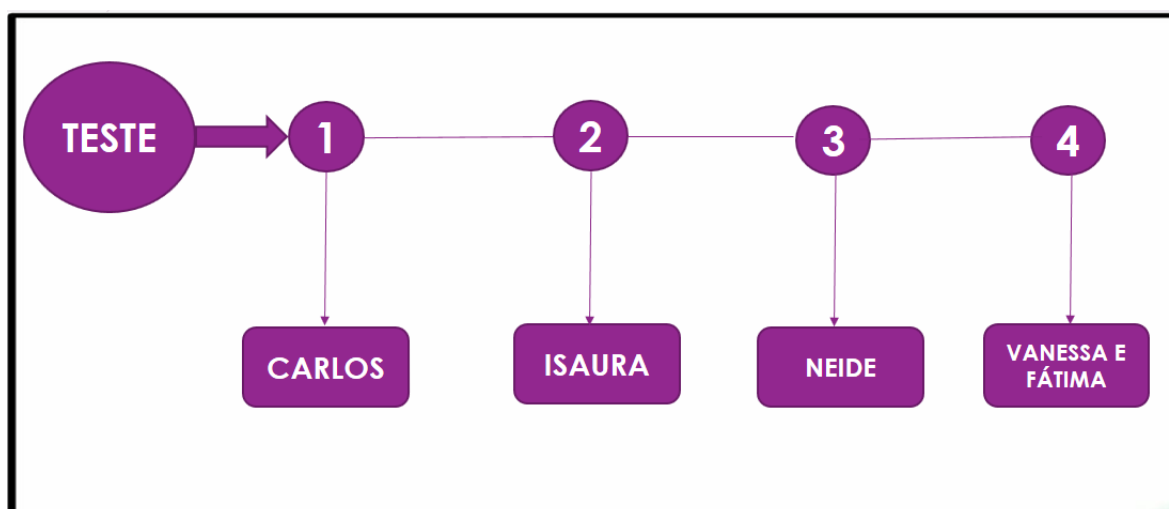 TESTE
1
2
3
4
CARLOS
ISAURA
NEIDE
VANESSA E
FÁTIMA